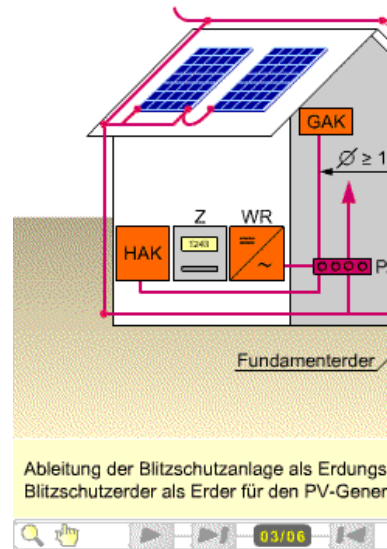 GAK
Ø ≥ 1
Z WR
1243
HAK
~
P
Fundamenterder
Ableitung der Blitzschutzanlage als Erdungs
Blitzschutzerder als Erder für den PV-Gener
03/06